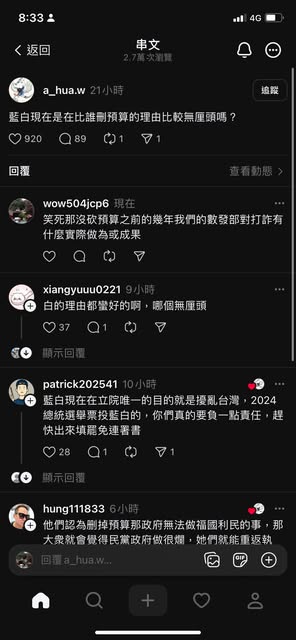 8:33
4G
返回
串文
2.7萬 次瀏覽
a_hua.w 21小時
追蹤
藍白現在是在比誰刪預算的理由比較無厘頭嗎？
920 89 1 1
回覆
查看動態
wow504jcp6 現在
笑死那沒砍預算之前的幾年我們的數發部對打詐有
什麼實際做為或成果
xiangyuuu0221 9小時
白的理由都蠻好的啊，哪個無厘頭
37 1
顯示回覆
patrick202541 10小時
藍白現在在立院唯一的目的就是擾亂台灣，2024
總統選舉票投藍白的，你們真的要負一點責任，趕
快出來填罷免連署書
28 1 1
顯示回覆
hung111833 6小時
他們認為刪掉預算那政府無法做福國利民的事，那
大衆就會覺得民黨政府做很爛，她們就能重返執
回覆 a_hua.w...
GIF